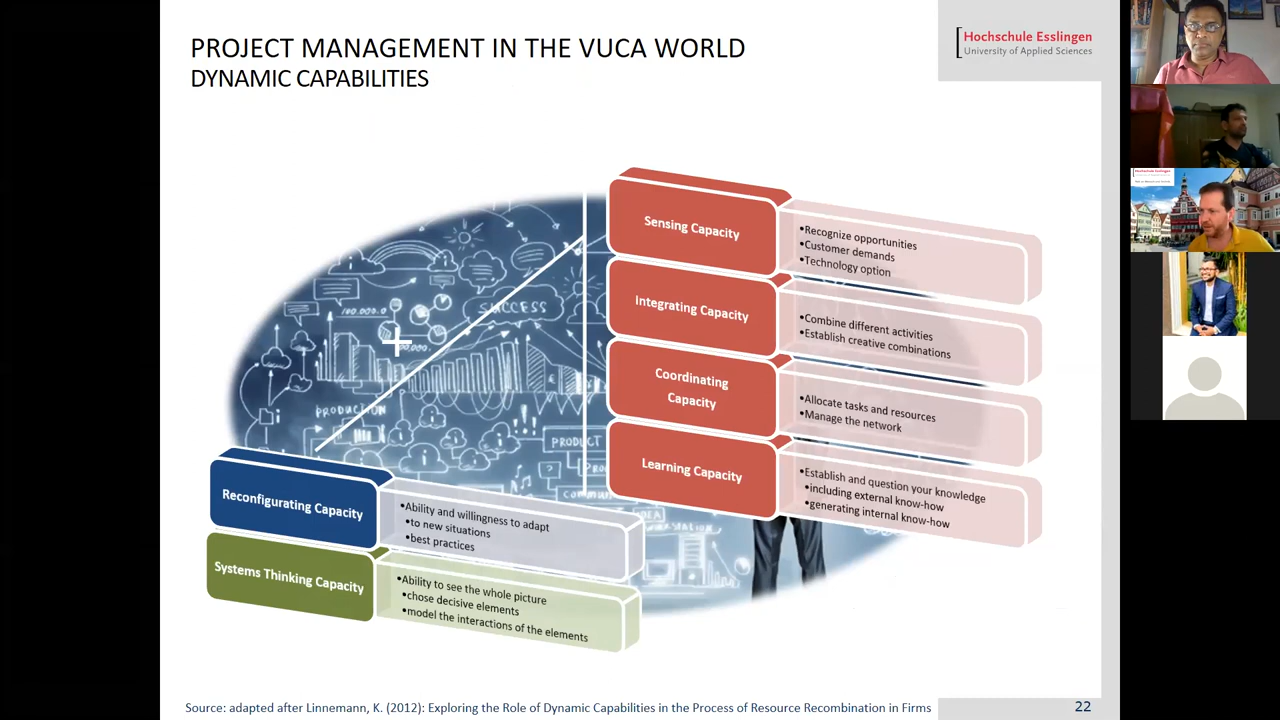 PROJECT MANAGEMENT IN THE VUCA WORLD
DYNAMIC CAPABILITIES
Hochschule Esslingen
University of Applied Sciences
Sensing Capacity
•Recognize opportunities
•Customer demands
•Technology option
Integrating Capacity
•Combine different activities
•Establish creative combinations
Coordinating
Capacity
•Allocate tasks and resources
•Manage the network
Learning Capacity
•Establish and question your knowledge
•including external know-how
•generating internal know-how
Reconfigurating Capacity
•Ability and willingness to adapt
•to new situations
•best practices
Systems Thinking Capacity
•Ability to see the whole picture
•chose decisive elements
•model the interactions of the elements
SUCCESS
100.000.0
PRODUCTION
PRODUCT
Source: adapted after Linnemann, K. (2012): Exploring the Role of Dynamic Capabilities in the Process of Resource Recombination in Firms
22
Hochschule Esslingen